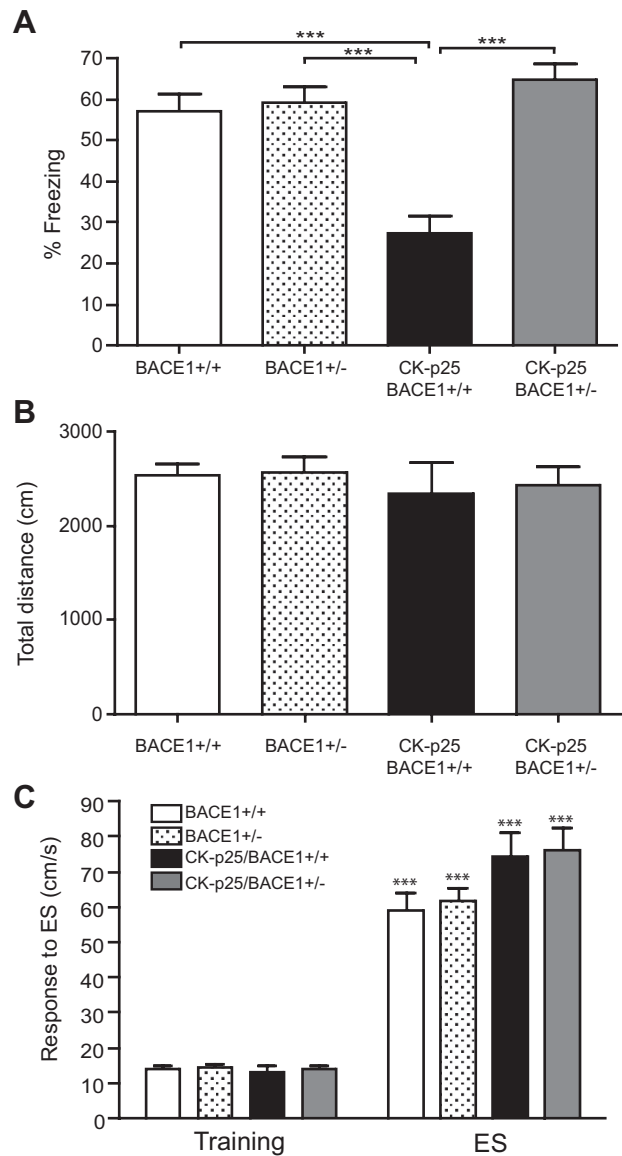 A
***
*** ***
70
60
50
40
30
20
10
0
% Freezing
BACE1+/+ BACE1+/- CK-p25 CK-p25
BACE1+/+ BACE1+/-
B
3000
2000
1000
0
Total distance (cm)
BACE1+/+ BACE1+/- CK-p25 CK-p25
BACE1+/+ BACE1+/-
C
90
80
70
60
50
40
30
20
10
0
Response to ES (cm/s)
BACE1+/+
BACE1+/-
CK-p25/BACE1+/+
CK-p25/BACE1+/-
*** *** *** ***
Training ES